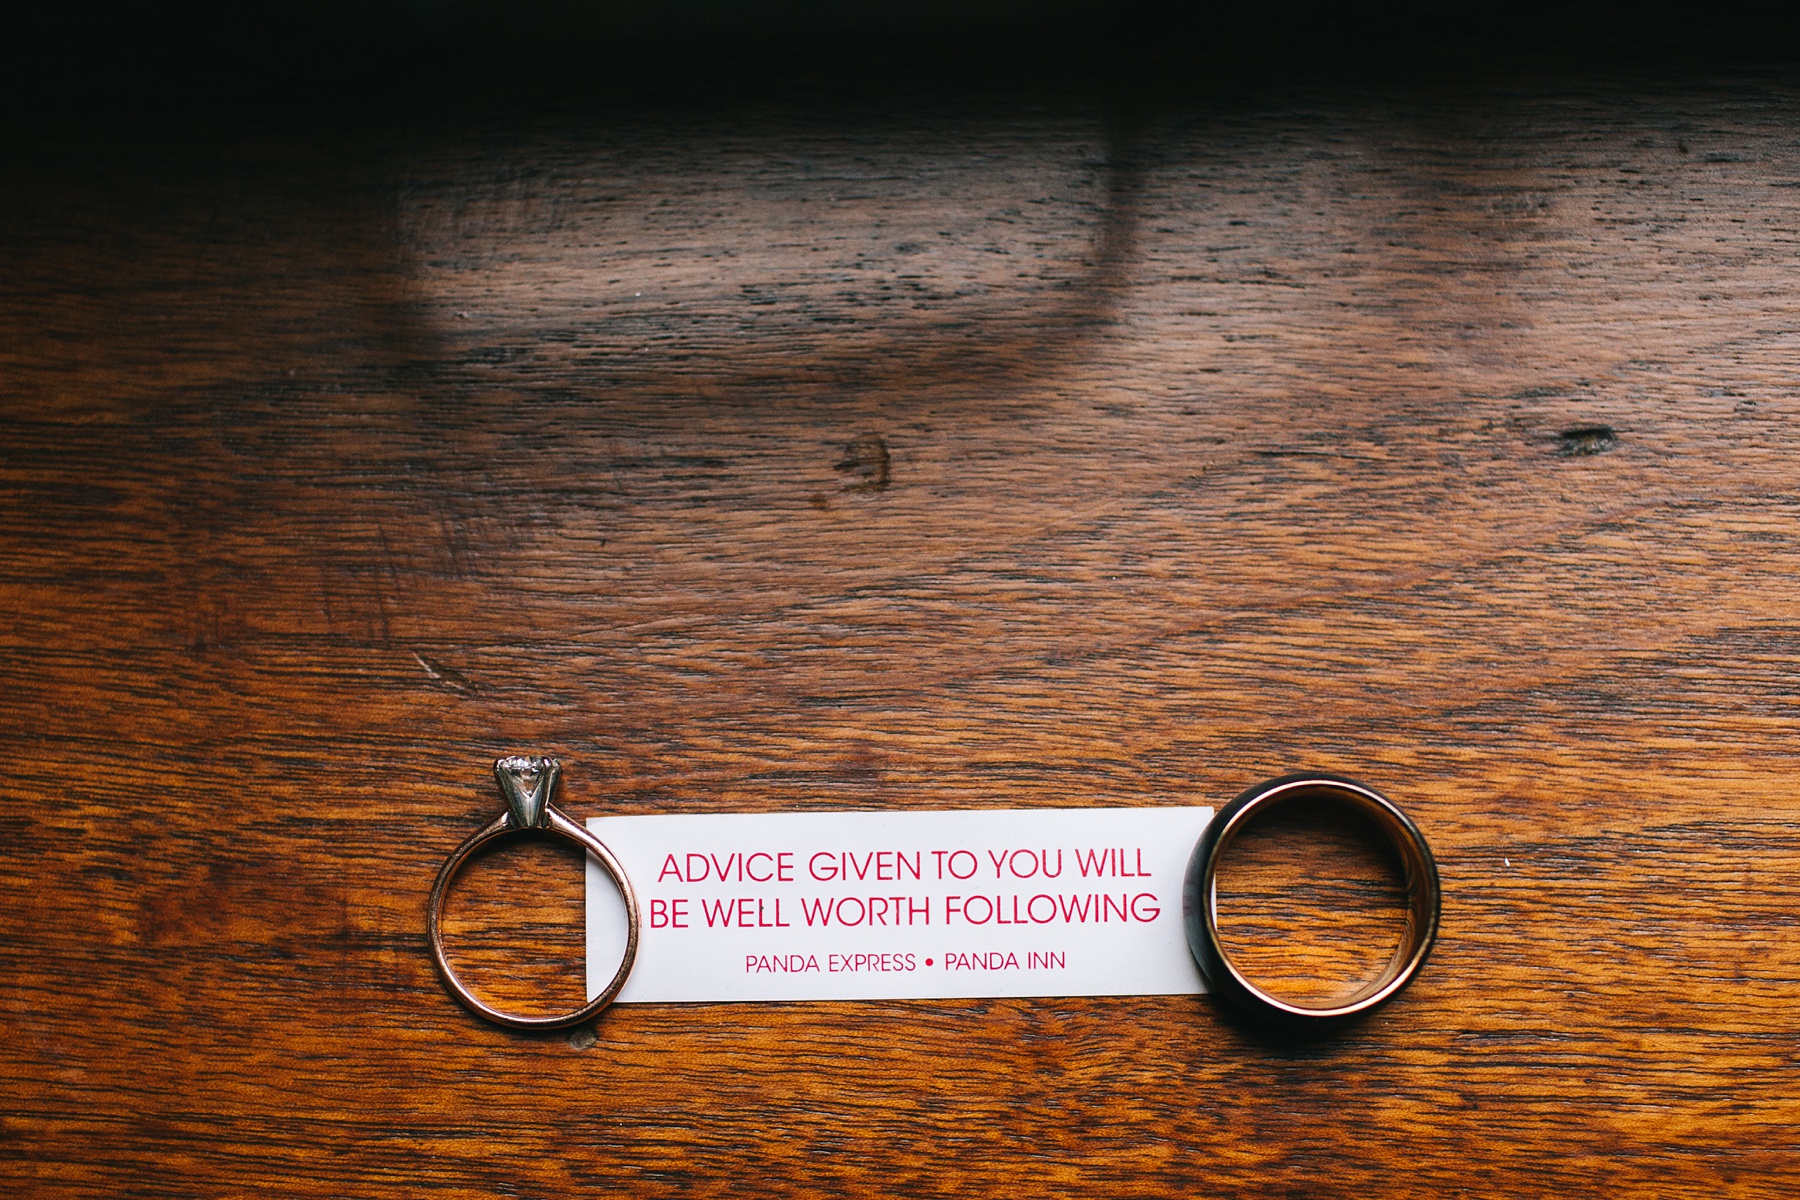 ADVICE GIVEN TO YOU WILL
BE WELL WORTH FOLLOWING
PANDA EXPRESS • PANDA INN